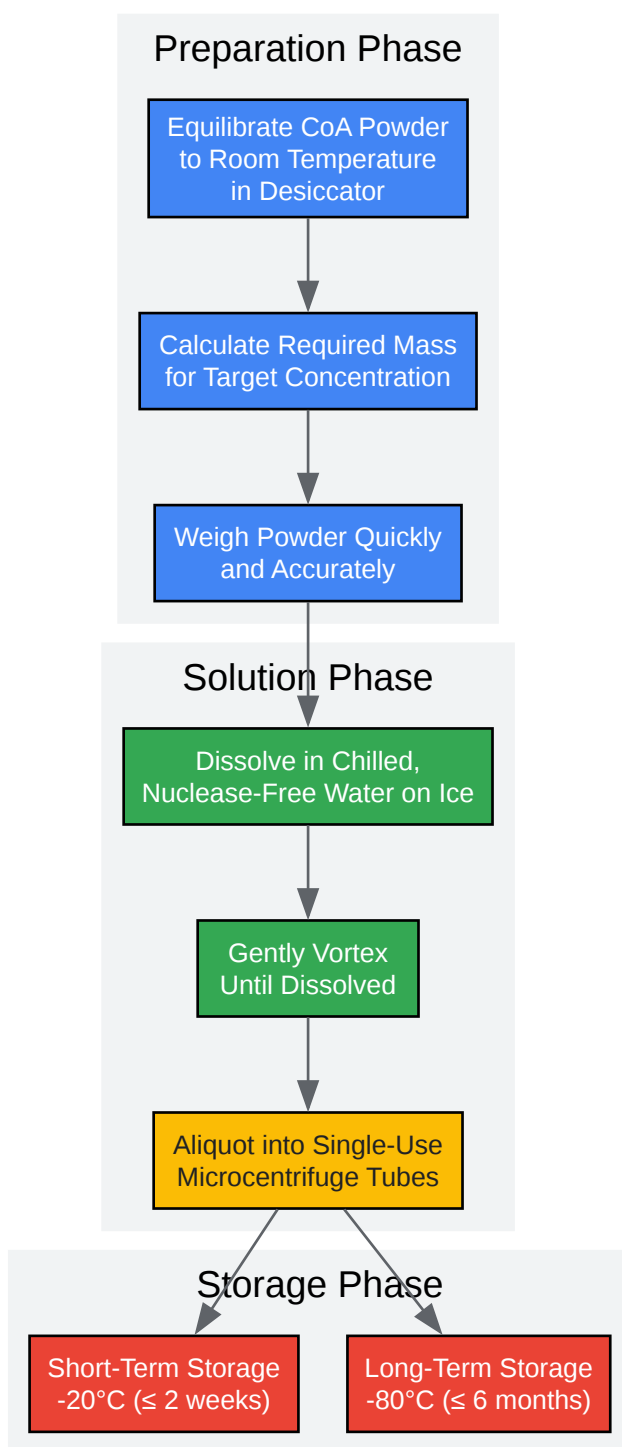 Preparation Phase
Equilibrate CoA Powder
to Room Temperature
in Desiccator
Calculate Required Mass
for Target Concentration
Weigh Powder Quickly
and Accurately
Solution Phase
Dissolve in Chilled,
Nuclease-Free Water on Ice
Gently Vortex
Until Dissolved
Aliquot into Single-Use
Microcentrifuge Tubes
Storage Phase
Short-Term Storage
-20°C (≤ 2 weeks)
Long-Term Storage
-80°C (≤ 6 months)